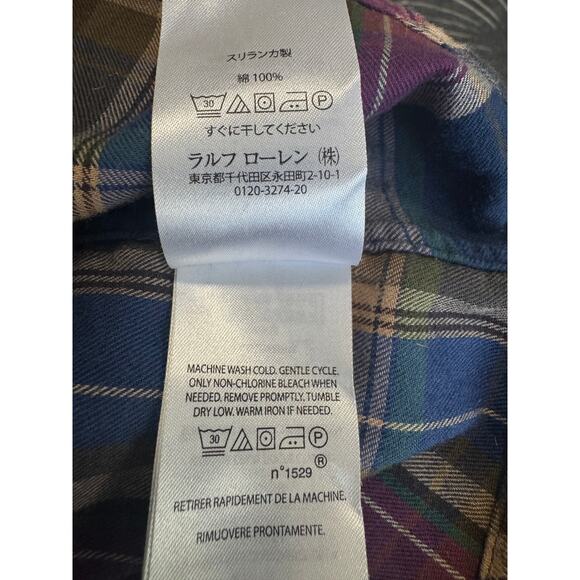 スリランカ製
綿 100%
30 P
すぐに干してください
ラルフ ローレン (株)
東京都千代田区永田町2-10-1
0120-3274-20
MACHINE WASH COLD. GENTLE CYCLE.
ONLY NON-CHLORINE BLEACH WHEN
NEEDED. REMOVE PROMPTLY. TUMBLE
DRY LOW. WARM IRON IF NEEDED.
30 P
n°1529 ®
RETIRER RAPIDEMENT DE LA MACHINE.
RIMUOVERE PRONTAMENTE.